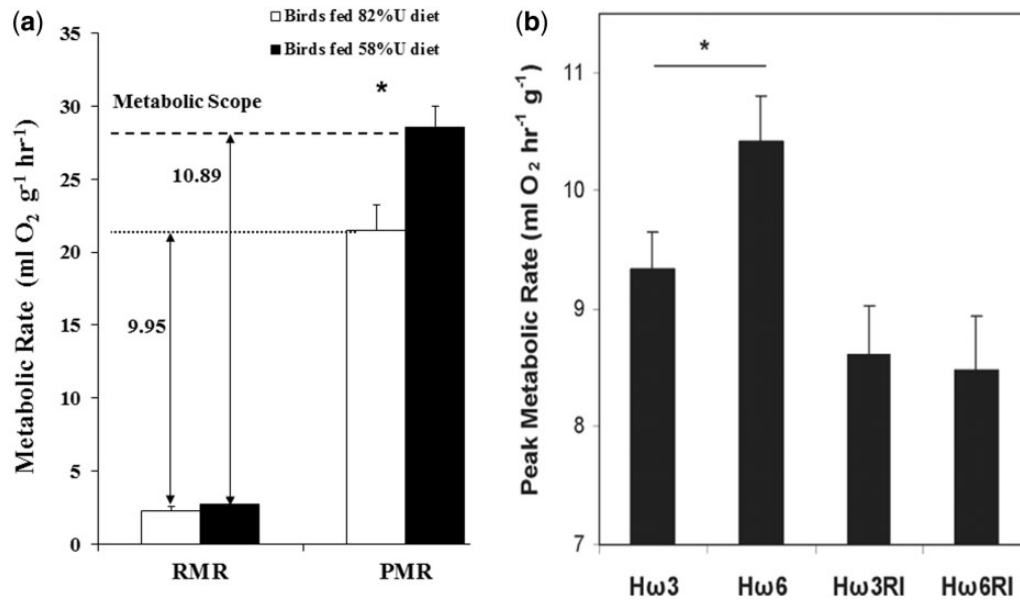 (a)
Birds fed 82%U diet
Birds fed 58%U diet
Metabolic Rate (ml O₂ g⁻¹ hr⁻¹)
35
30
25
20
15
10
5
0
*
Metabolic Scope
10.89
9.95
RMR PMR
(b)
Peak Metabolic Rate (ml O₂ hr⁻¹ g⁻¹)
11
10
9
8
7
*
Hω3 Hω6 Hω3RI Hω6RI